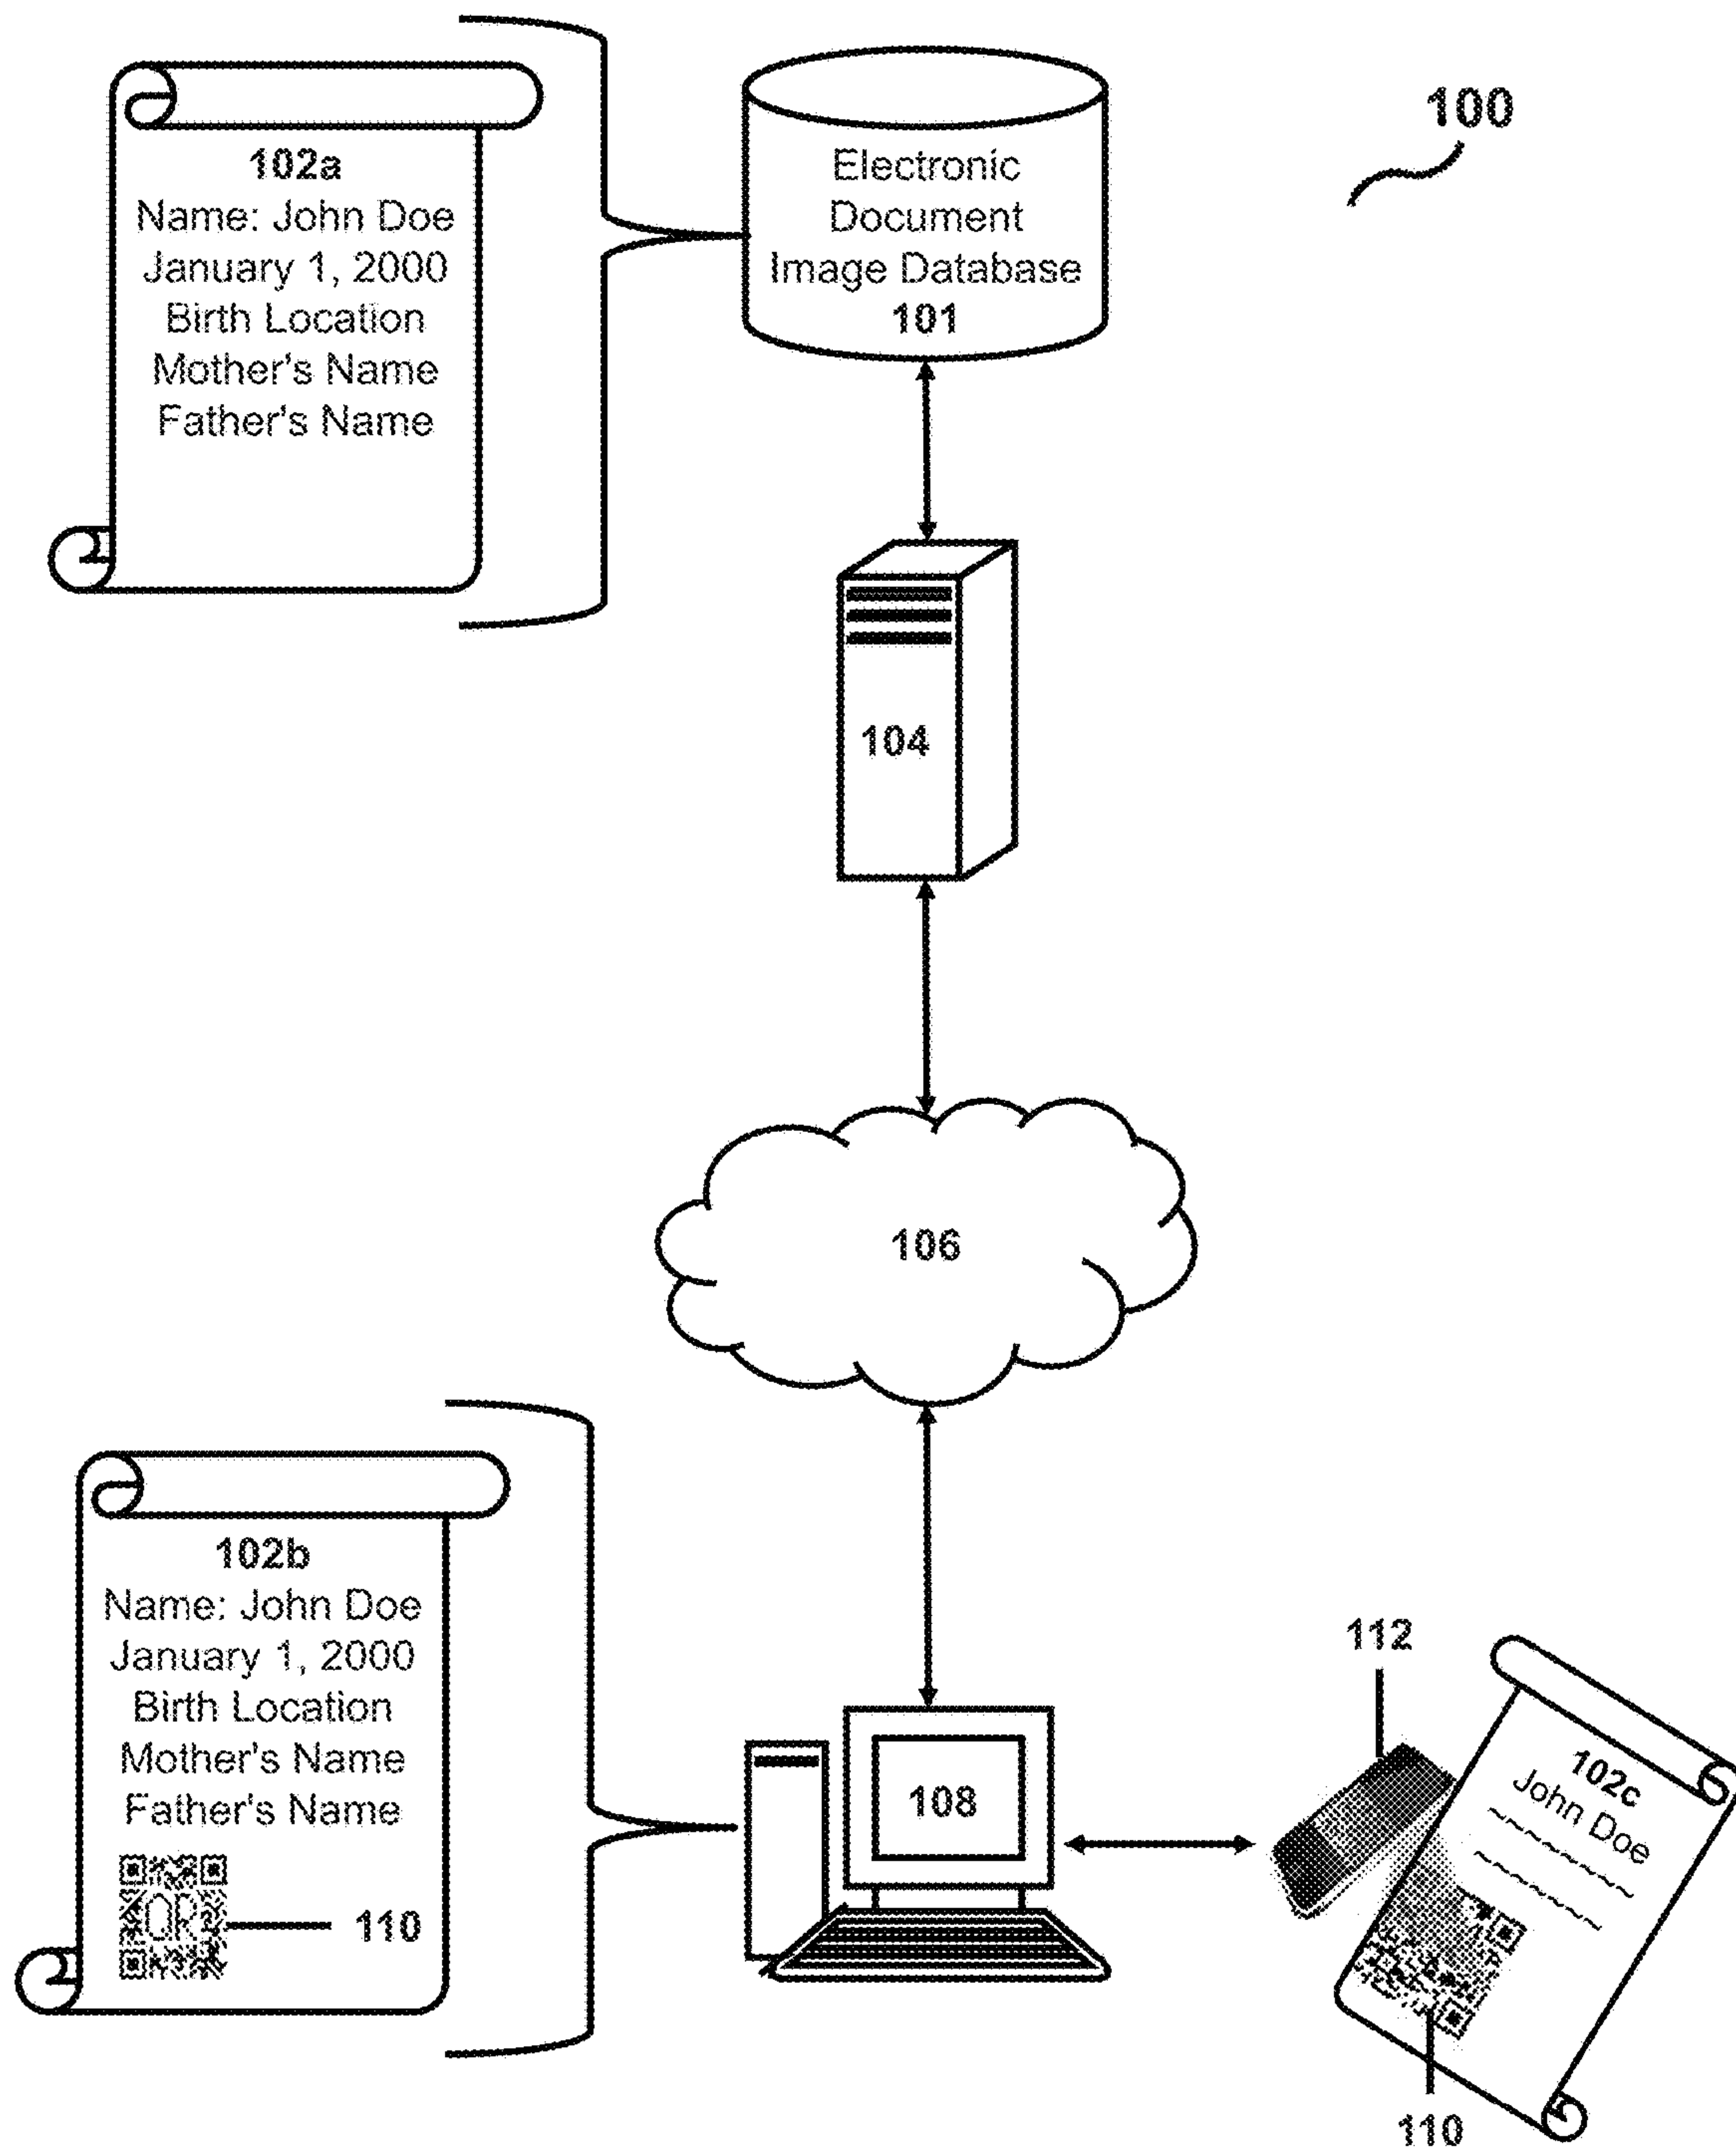 100
102a
Name: John Doe
January 1, 2000
Birth Location
Mother's Name
Father's Name
Electronic
Document
Image Database
101
104
106
102b
Name: John Doe
January 1, 2000
Birth Location
Mother's Name
Father's Name
QR
110
108
112
102c
John Doe
110